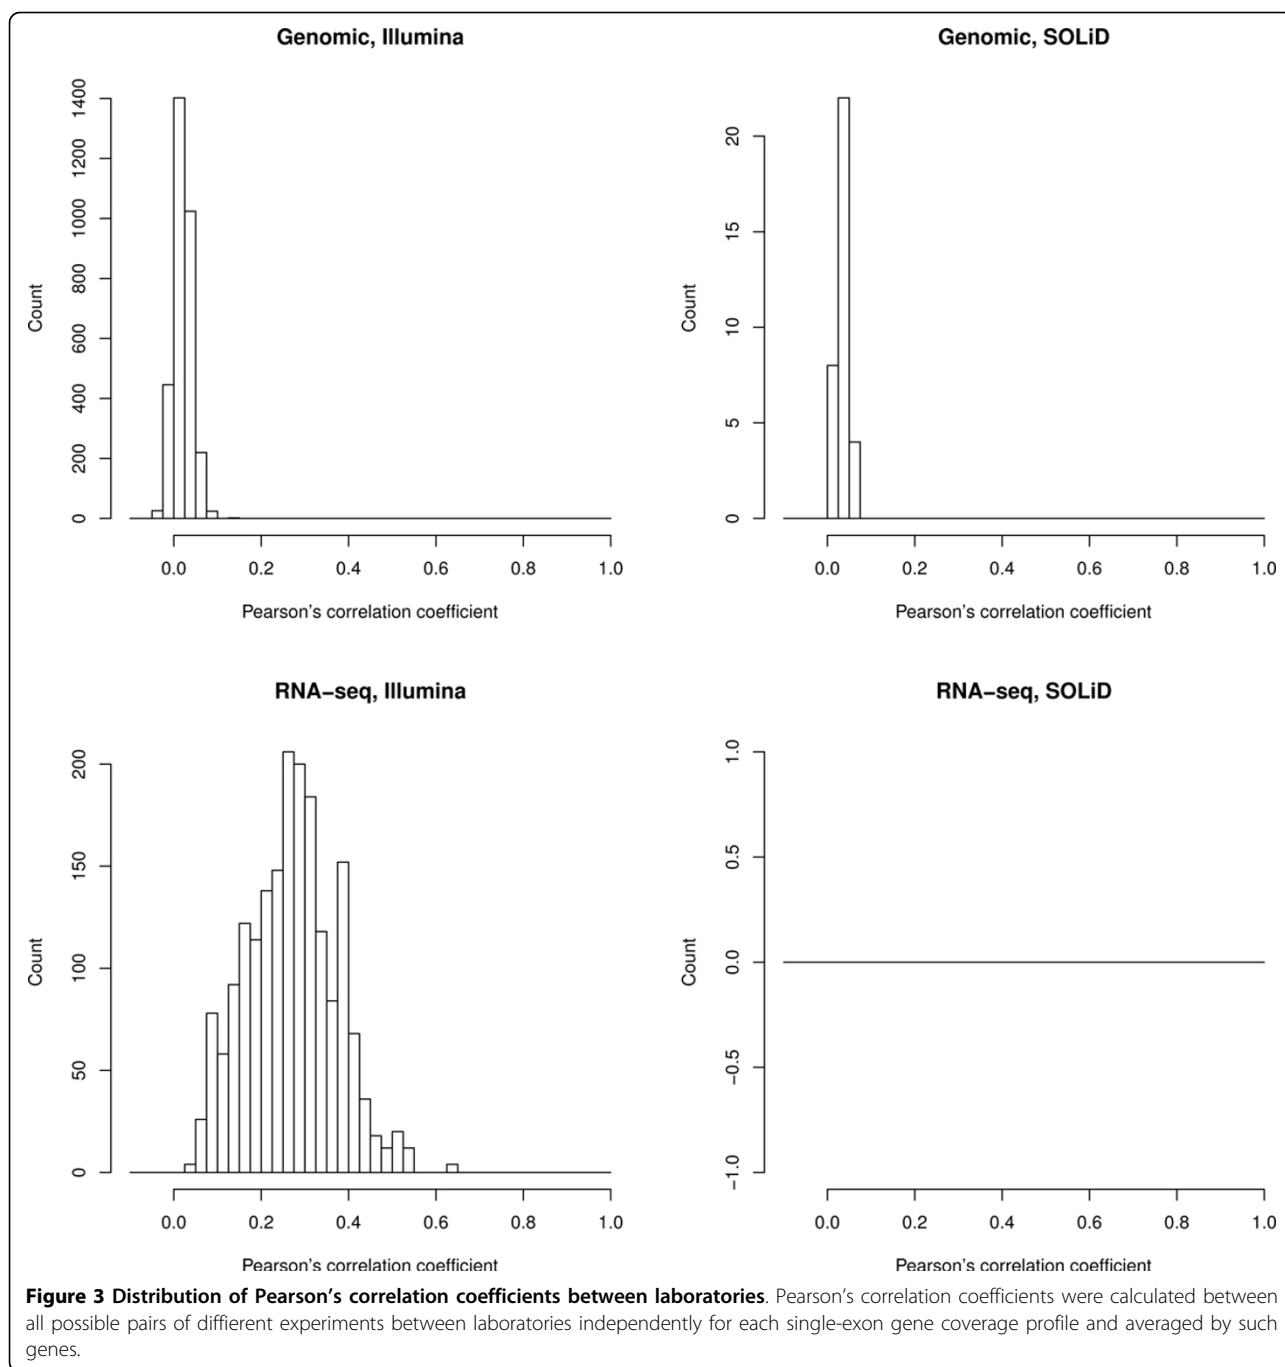 Genomic, Illumina
Count
0
200
400
600
800
1000
1200
1400
0.0 0.2 0.4 0.6 0.8 1.0
Pearson's correlation coefficient
Genomic, SOLiD
Count
0
5
10
15
20
0.0 0.2 0.4 0.6 0.8 1.0
Pearson's correlation coefficient
RNA−seq, Illumina
Count
0
50
100
150
200
0.0 0.2 0.4 0.6 0.8 1.0
Pearson's correlation coefficient
RNA−seq, SOLiD
Count
−1.0
−0.5
0.0
0.5
1.0
0.0 0.2 0.4 0.6 0.8 1.0
Pearson's correlation coefficient
Figure 3 Distribution of Pearson's correlation coefficients between laboratories. Pearson's correlation coefficients were calculated between
all possible pairs of different experiments between laboratories independently for each single-exon gene coverage profile and averaged by such
genes.